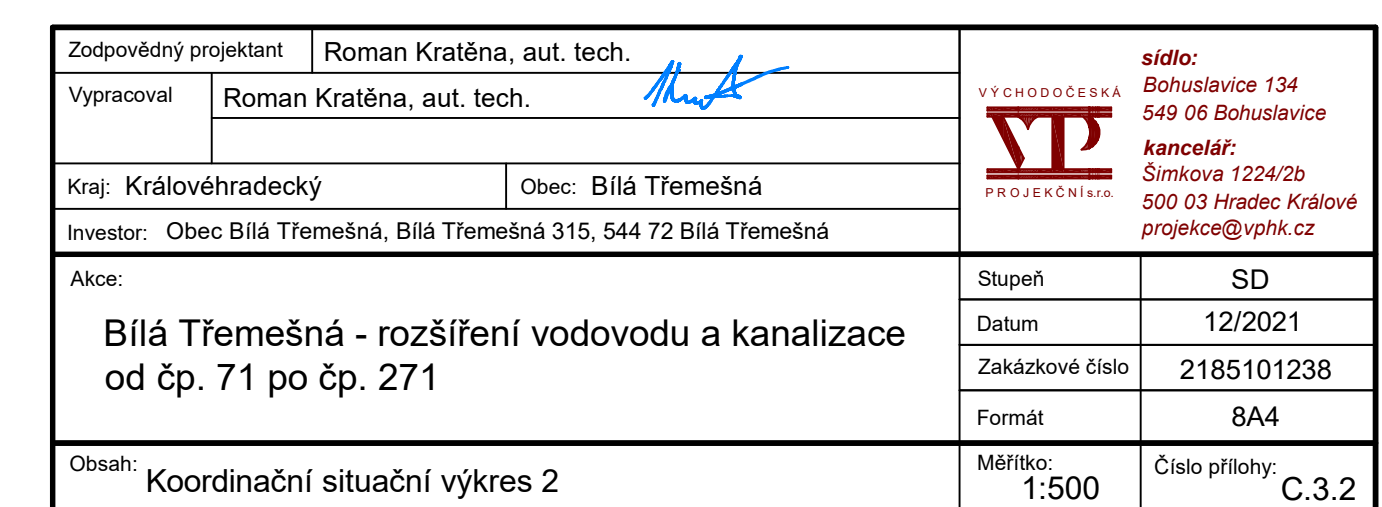 Zodpovědný projektant Roman Kratěna, aut. tech.
Vypracoval Roman Kratěna, aut. tech.
Kraj: Královéhradecký Obec: Bílá Třemešná
Investor: Obec Bílá Třemešná, Bílá Třemešná 315, 544 72 Bílá Třemešná
VÝCHODOČESKÁ
VP
PROJEKČNÍ s.r.o.
sídlo:
Bohuslavice 134
549 06 Bohuslavice
kancelář:
Šimkova 1224/2b
500 03 Hradec Králové
projekce@vphk.cz
Akce:
Bílá Třemešná - rozšíření vodovodu a kanalizace
od čp. 71 po čp. 271
Stupeň SD
Datum 12/2021
Zakázkové číslo 2185101238
Formát 8A4
Obsah: Koordinační situační výkres 2
Měřítko: 1:500
Číslo přílohy: C.3.2